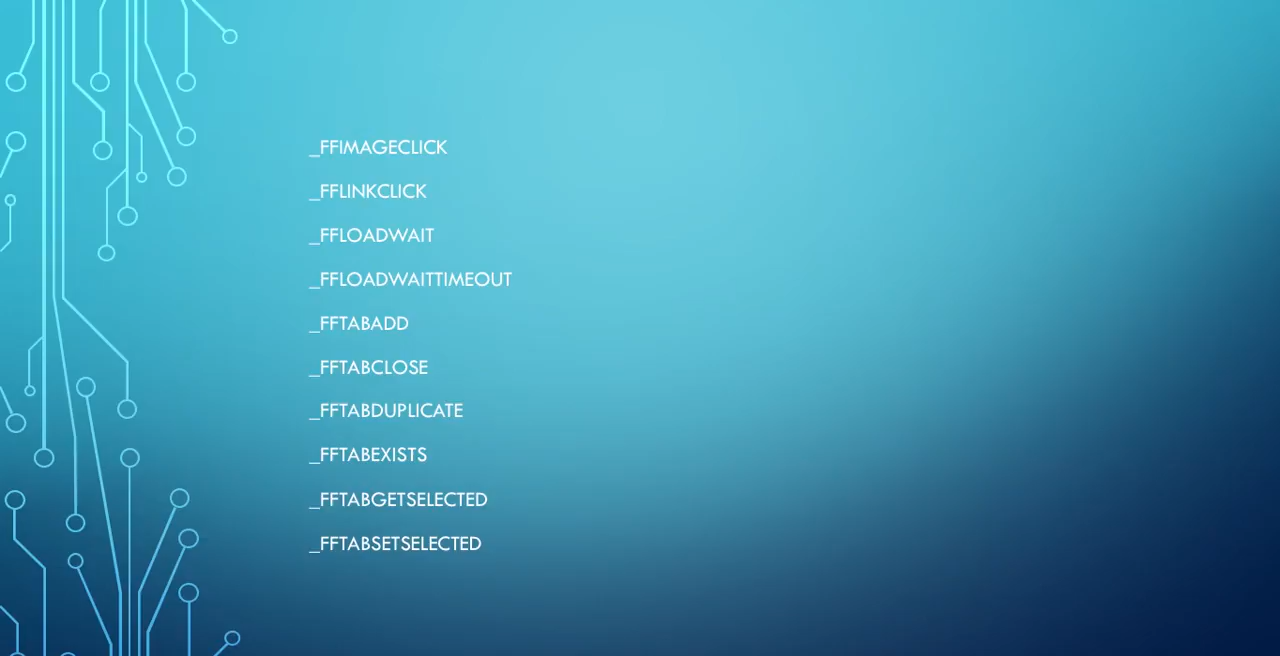 _FFIMAGECLICK
_FFLINKCLICK
_FFLOADWAIT
_FFLOADWAITTIMEOUT
_FFTABADD
_FFTABCLOSE
_FFTABDUPLICATE
_FFTABEXISTS
_FFTABGETSELECTED
_FFTABSETSELECTED